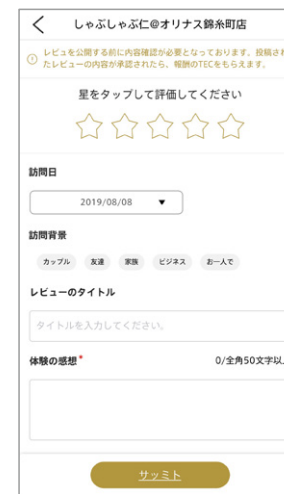 しゃぶしゃぶ仁@オリナス錦糸町店
レビュを公開する前に内容確認が必要となっております、投稿さ
たレビューの内容が承認されたら、報酬のTECをもらえます。
星をタップして評価してください
訪問日
2019/08/08 ▼
訪問背景
カップル 友達 家族 ビジネス お一人で
レビューのタイトル
タイトルを入力してください。
体験の感想* 0/全角50文字以
サッミト